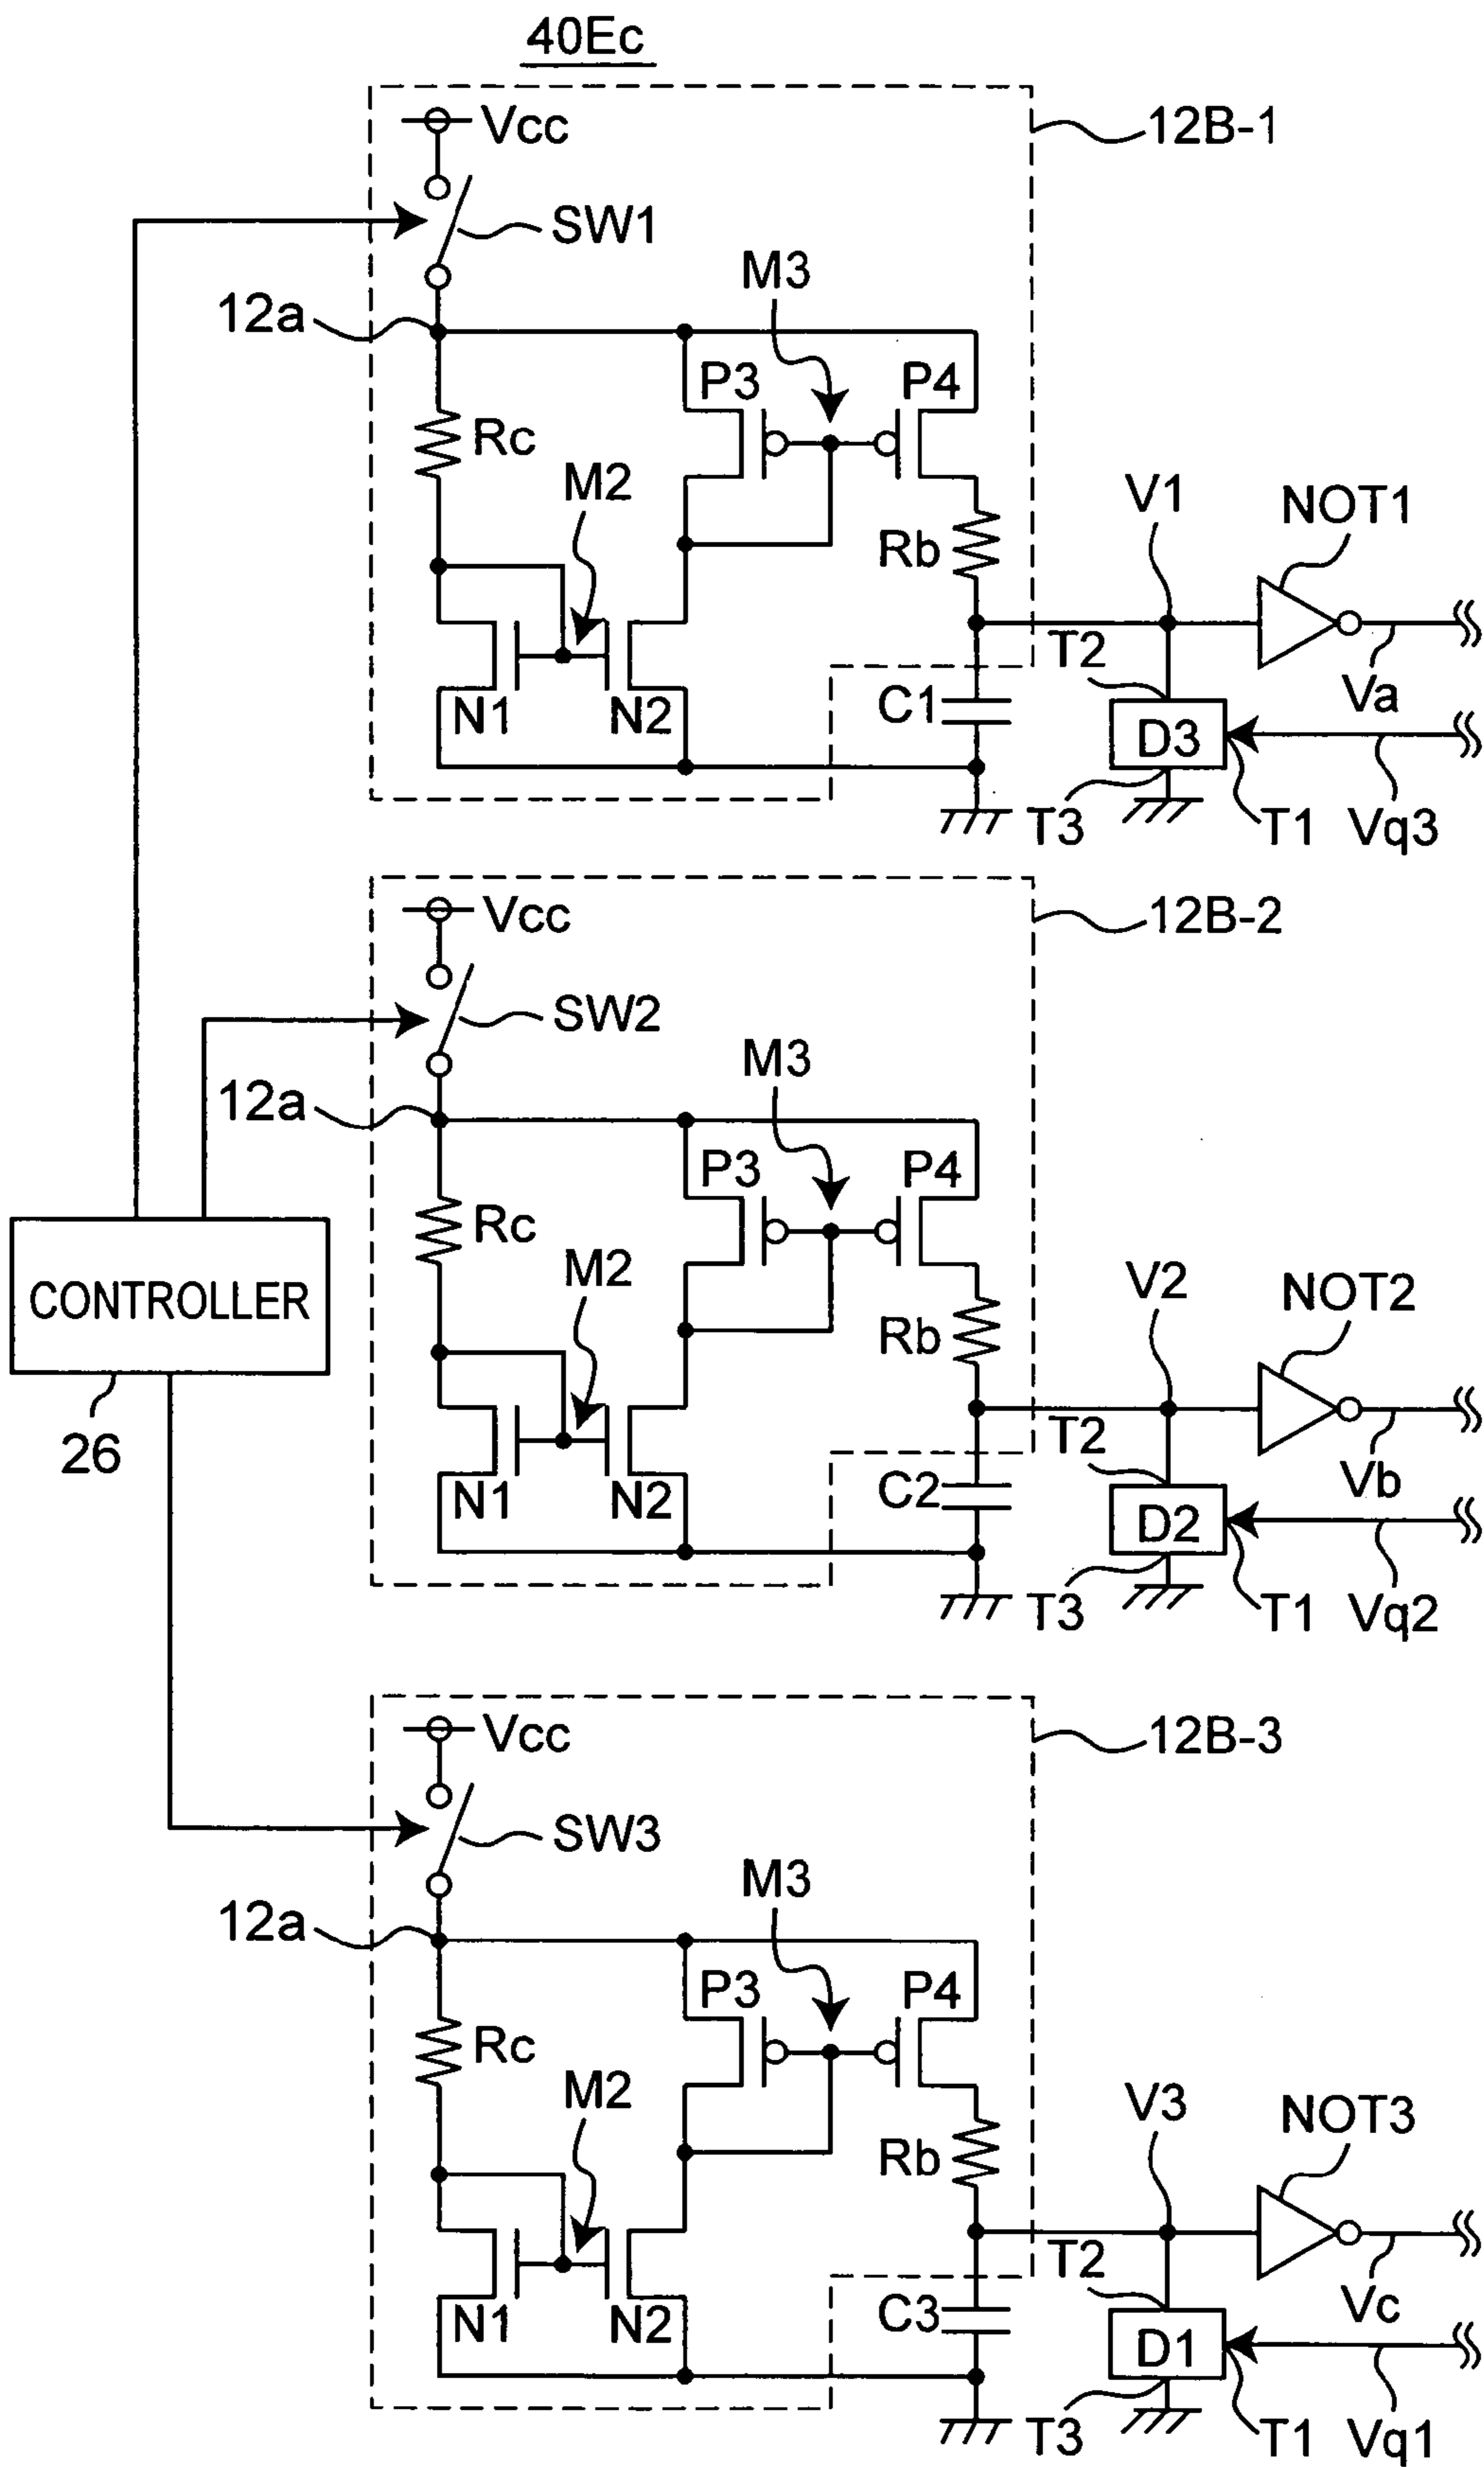 40Ec
Vcc
12B-1
SW1
M3
12a
P3
P4
Rc
M2
V1
NOT1
Rb
T2
C1
Va
N1
N2
D3
T3
T1
Vq3
Vcc
12B-2
SW2
M3
12a
P3
P4
Rc
M2
V2
NOT2
CONTROLLER
Rb
T2
26
C2
Vb
N1
N2
D2
T3
T1
Vq2
Vcc
12B-3
SW3
M3
12a
P3
P4
Rc
M2
V3
NOT3
Rb
T2
C3
Vc
N1
N2
D1
T3
T1
Vq1